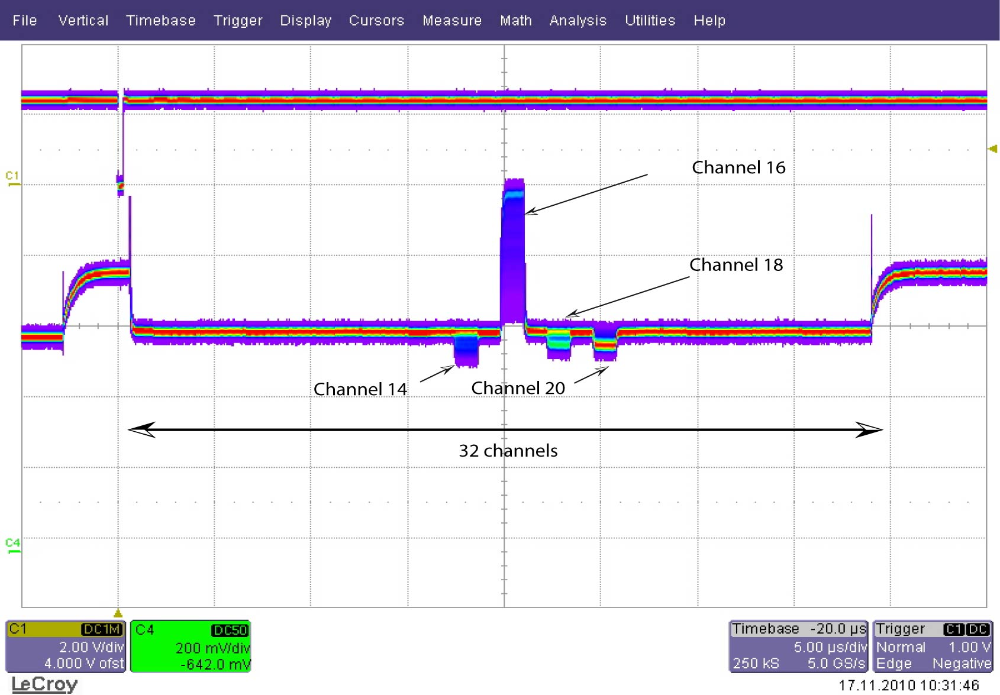 File Vertical Timebase Trigger Display Cursors Measure Math Analysis Utilities Help
C1
Channel 16
Channel 18
Channel 14
Channel 20
32 channels
C4
C1 DC1M
2.00 V/div
4.000 V ofst
C4 DC50
200 mV/div
-642.0 mV
Timebase -20.0 µs
5.00 µs/div
250 kS 5.0 GS/s
Trigger C1 DC
Normal 1.00 V
Edge Negative
LeCroy
17.11.2010 10:31:46